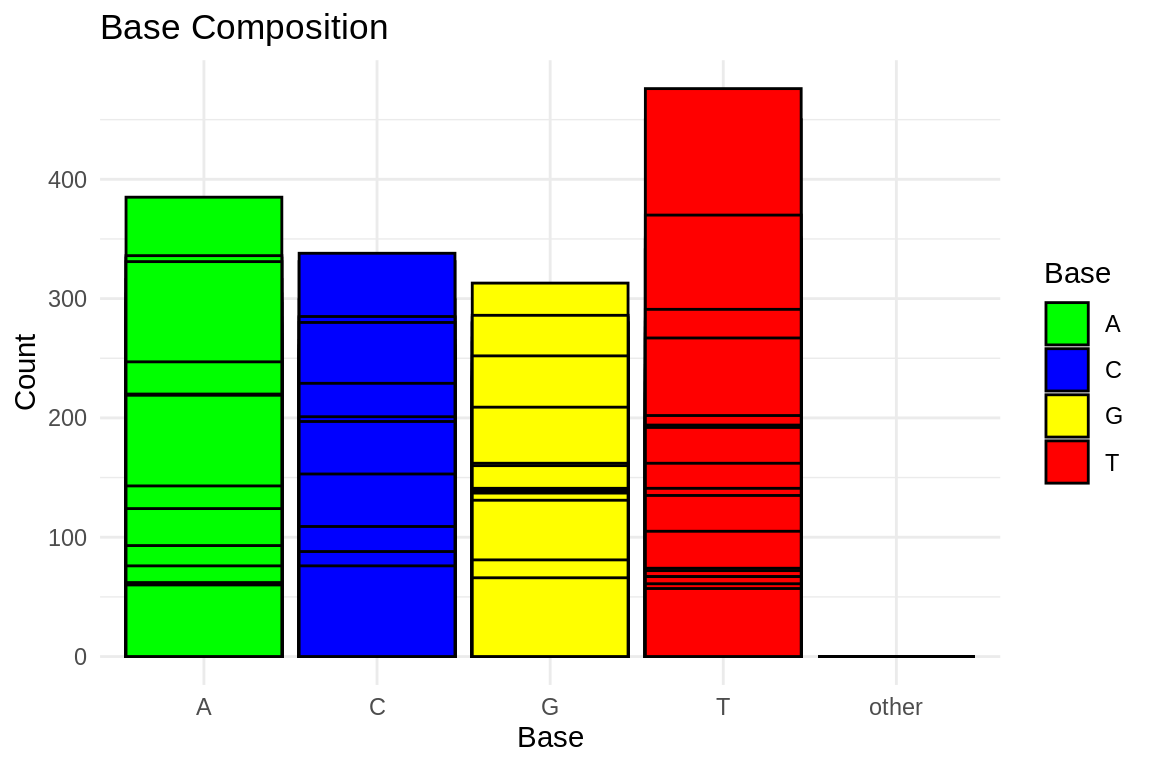 Base Composition
Count
400
300
200
100
0
A
C
G
T
other
Base
Base
A
C
G
T